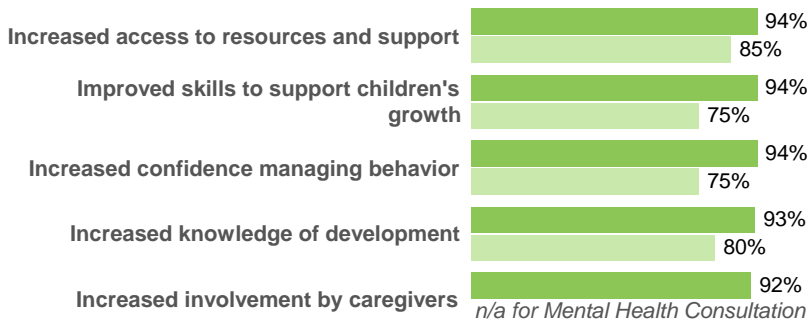 Increased access to resources and support
94%
85%
Improved skills to support children's
growth
94%
75%
Increased confidence managing behavior
94%
75%
Increased knowledge of development
93%
80%
Increased involvement by caregivers
92%
n/a for Mental Health Consultation